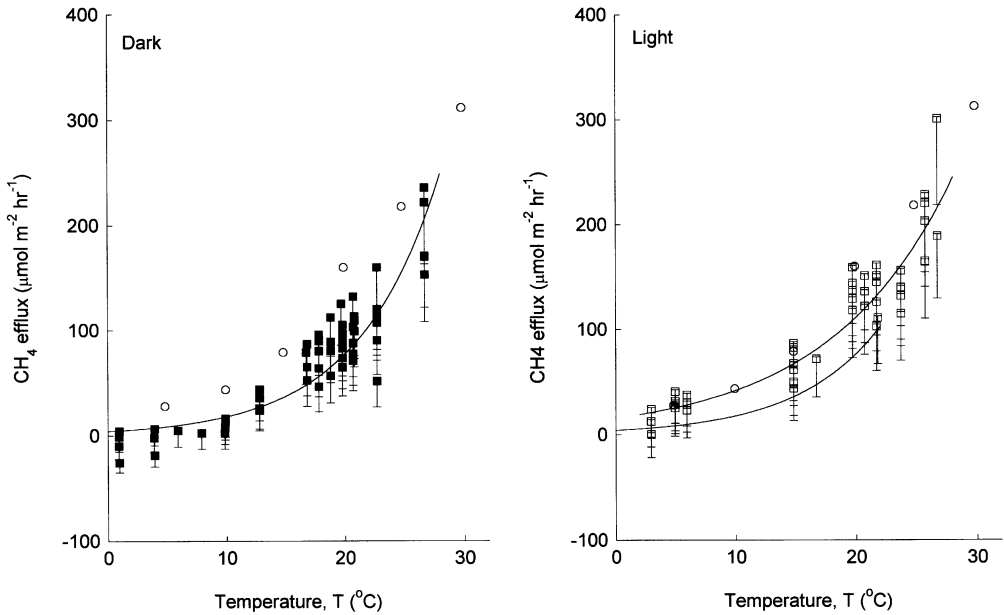 400
Dark
300
200
100
0
-100
CH₄ efflux (μmol m⁻² hr⁻¹)
0 10 20 30
Temperature, T (°C)
400
Light
300
200
100
0
-100
CH4 efflux (μmol m⁻² hr⁻¹)
0 10 20 30
Temperature, T (°C)